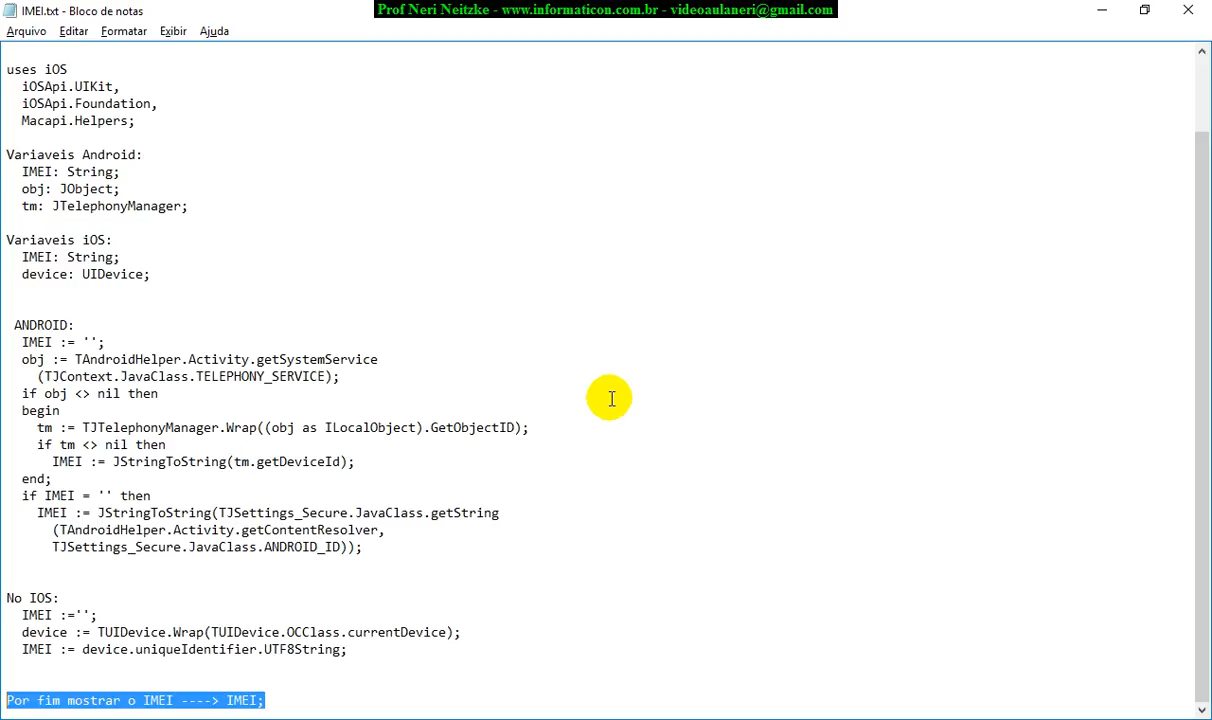 IMEI.txt - Bloco de notas
Prof Neri Neitzke - www.informaticon.com.br - videoaulaneri@gmail.com
Arquivo Editar Formatar Exibir Ajuda
uses iOS
iOSApi.UIKit,
iOSApi.Foundation,
Macapi.Helpers;
Variaveis Android:
IMEI: String;
obj: JObject;
tm: JTelephonyManager;
Variaveis iOS:
IMEI: String;
device: UIDevice;
ANDROID:
IMEI := '';
obj := TAndroidHelper.Activity.getSystemService
(TJContext.JavaClass.TELEPHONY_SERVICE);
if obj <> nil then
begin
tm := TJTelephonyManager.Wrap((obj as ILocalObject).GetObjectID);
if tm <> nil then
IMEI := JStringToString(tm.getDeviceId);
end;
if IMEI = '' then
IMEI := JStringToString(TJSettings_Secure.JavaClass.getString
(TAndroidHelper.Activity.getContentResolver,
TJSettings_Secure.JavaClass.ANDROID_ID));
No IOS:
IMEI :='';
device := TUIDevice.Wrap(TUIDevice.OCClass.currentDevice);
IMEI := device.uniqueIdentifier.UTF8String;
Por fim mostrar o IMEI ----> IMEI;